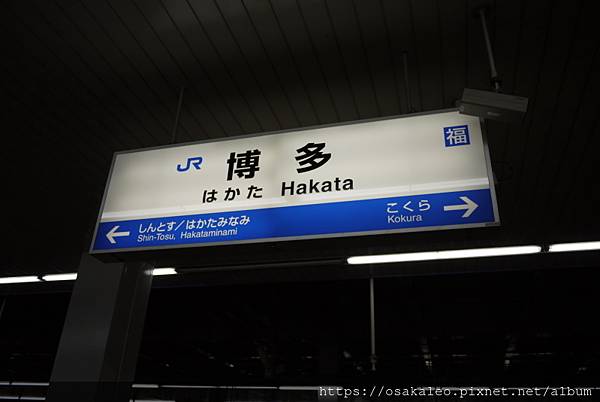 JR 博多 福
はかた Hakata
← しんとす／はかたみなみ
Shin-Tosu, Hakataminami
こくら →
Kokura
https://osakaleo.pixnet.net/album